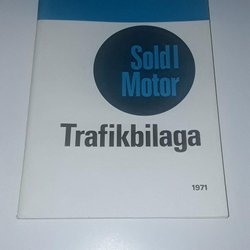 Sold I
Motor
Trafikbilaga
1971